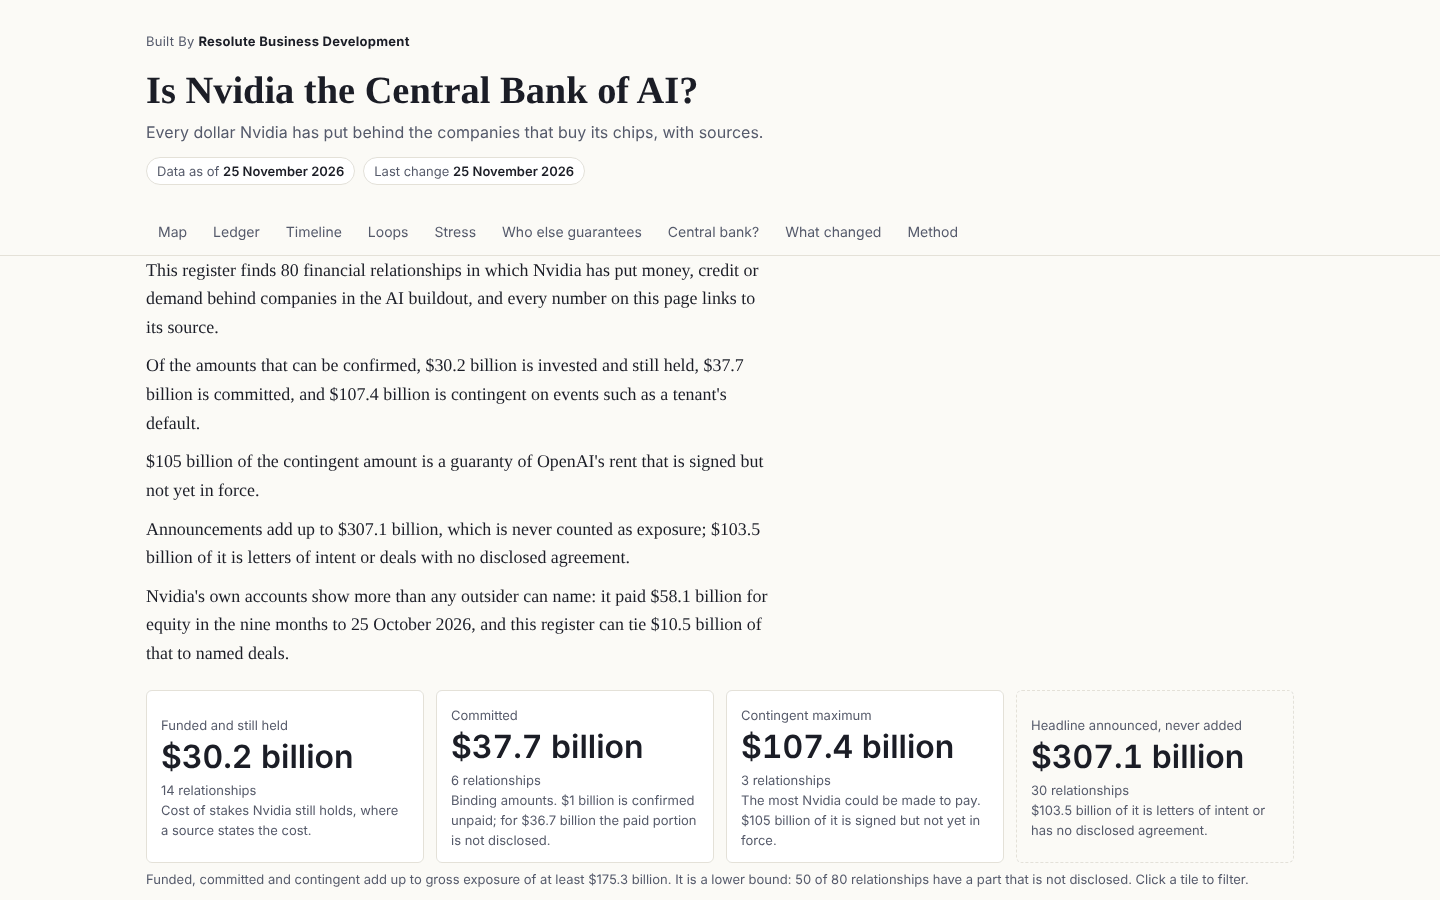 Built By Resolute Business Development
Is Nvidia the Central Bank of AI?
Every dollar Nvidia has put behind the companies that buy its chips, with sources.
Data as of 25 November 2026
Last change 25 November 2026
Map Ledger Timeline Loops Stress Who else guarantees Central bank? What changed Method
This register finds 80 financial relationships in which Nvidia has put money, credit or
demand behind companies in the AI buildout, and every number on this page links to
its source.
Of the amounts that can be confirmed, $30.2 billion is invested and still held, $37.7
billion is committed, and $107.4 billion is contingent on events such as a tenant's
default.
$105 billion of the contingent amount is a guaranty of OpenAI's rent that is signed but
not yet in force.
Announcements add up to $307.1 billion, which is never counted as exposure; $103.5
billion of it is letters of intent or deals with no disclosed agreement.
Nvidia's own accounts show more than any outsider can name: it paid $58.1 billion for
equity in the nine months to 25 October 2026, and this register can tie $10.5 billion of
that to named deals.
Funded and still held
$30.2 billion
14 relationships
Cost of stakes Nvidia still holds, where
a source states the cost.
Committed
$37.7 billion
6 relationships
Binding amounts. $1 billion is confirmed
unpaid; for $36.7 billion the paid portion
is not disclosed.
Contingent maximum
$107.4 billion
3 relationships
The most Nvidia could be made to pay.
$105 billion of it is signed but not yet in
force.
Headline announced, never added
$307.1 billion
30 relationships
$103.5 billion of it is letters of intent or
has no disclosed agreement.
Funded, committed and contingent add up to gross exposure of at least $175.3 billion. It is a lower bound: 50 of 80 relationships have a part that is not disclosed. Click a tile to filter.